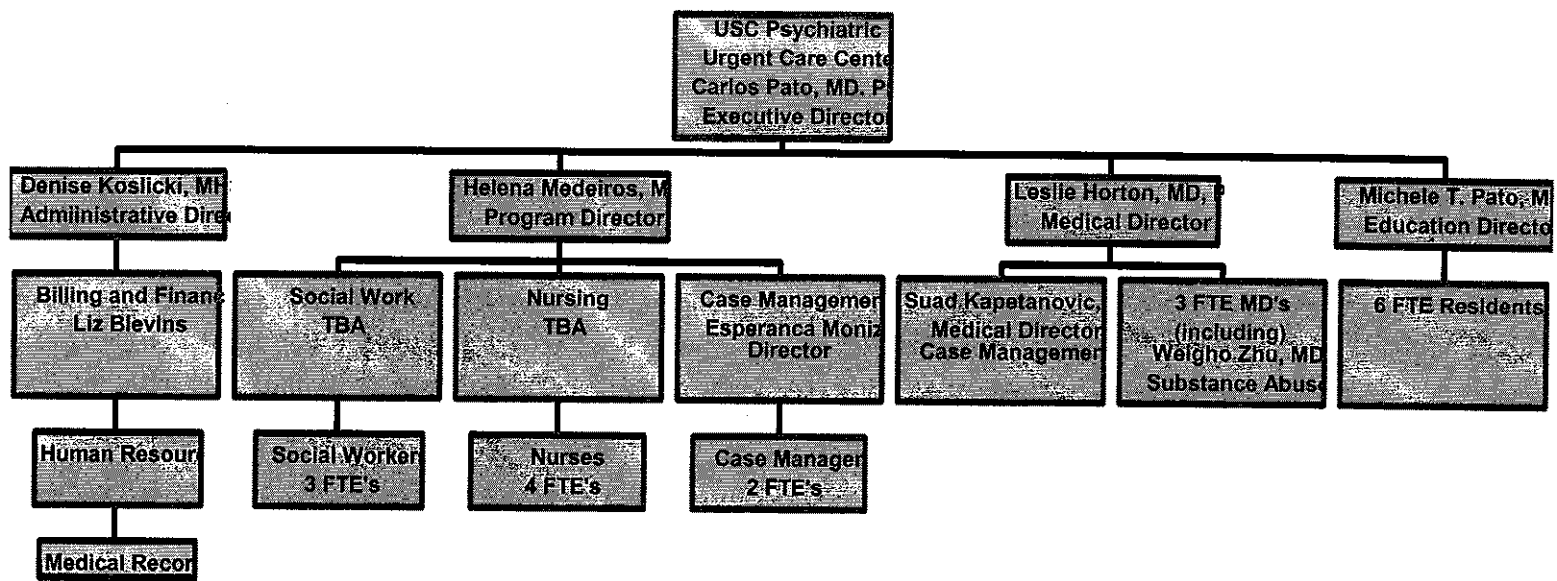 USC Psychiatric
Urgent Care Cente
Carlos Pato, MD. P
Executive Directo
Denise Koslicki, MH
Admiinistrative Dire
Helena Medeiros, M
Program Director
Leslie Horton, MD, P
Medical Director
Michele T. Pato, M
Education Directo
Billing and Financ
Liz Blevins
Social Work
TBA
Nursing
TBA
Case Managemen
Esperanca Moniz
Director
Suad Kapetanovic,
Medical Director
Case Managemen
3 FTE MD's
(including)
Weigho Zhu, MD
Substance Abuse
6 FTE Residents
Human Resour
Social Worker
3 FTE's
Nurses
4 FTE's
Case Manager
2 FTE's
Medical Recor